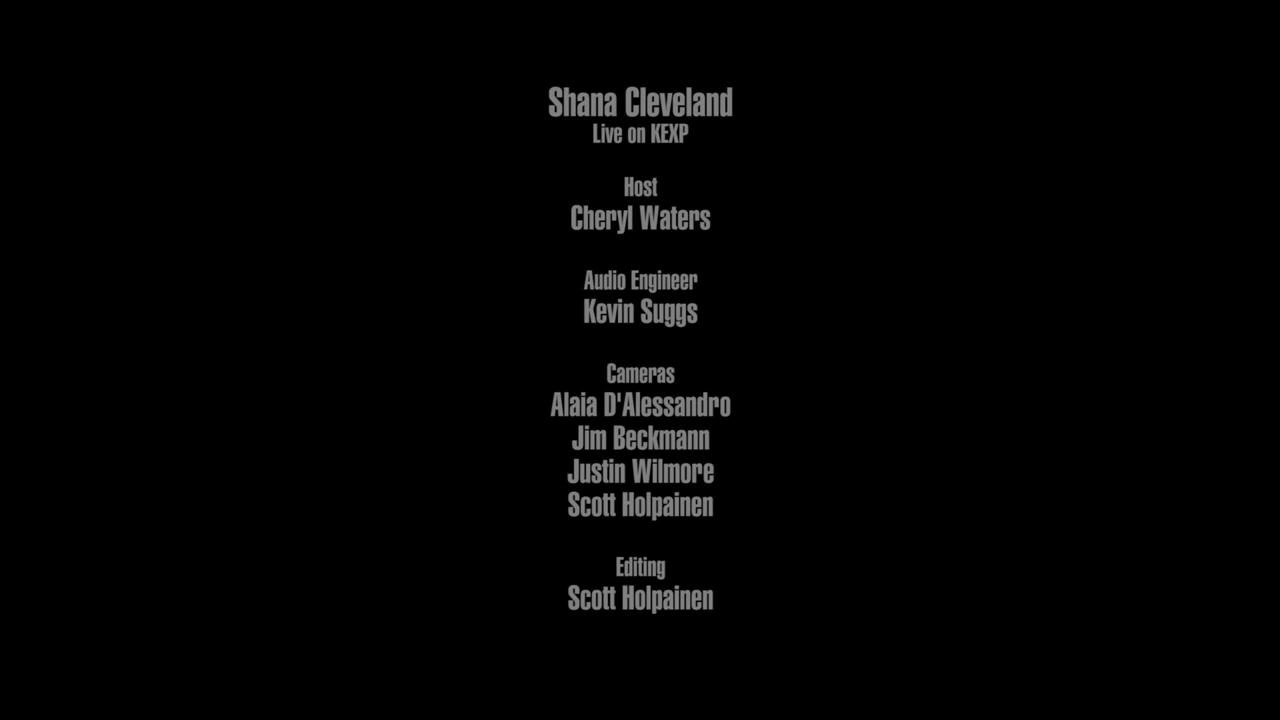 Shana Cleveland
Live on KEXP
Host
Cheryl Waters
Audio Engineer
Kevin Suggs
Cameras
Alaia D'Alessandro
Jim Beckmann
Justin Wilmore
Scott Holpainen
Editing
Scott Holpainen